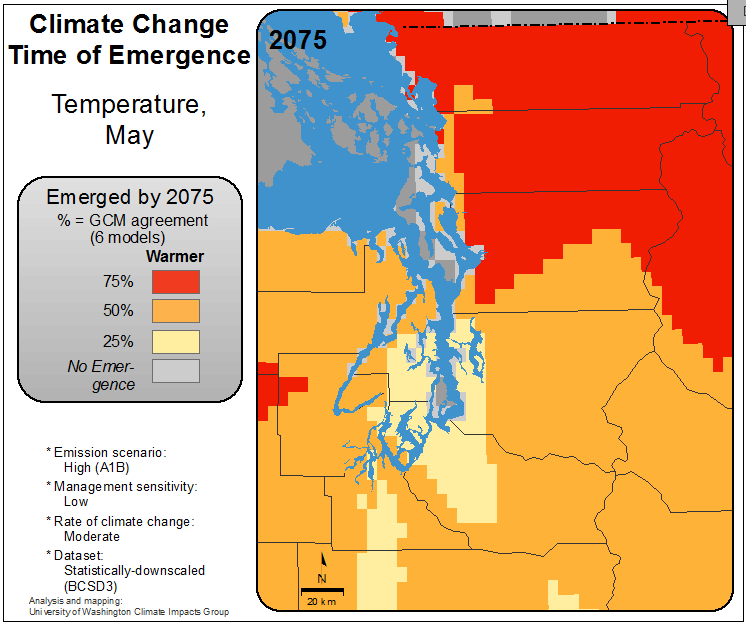 Climate Change
Time of Emergence
Temperature,
May
Emerged by 2075
% = GCM agreement
(6 models)
Warmer
75%
50%
25%
No Emer-
gence
* Emission scenario:
High (A1B)
* Management sensitivity:
Low
* Rate of climate change:
Moderate
* Dataset:
Statistically-downscaled
(BCSD3)
Analysis and mapping:
University of Washington Climate Impacts Group
2075
N
20 km